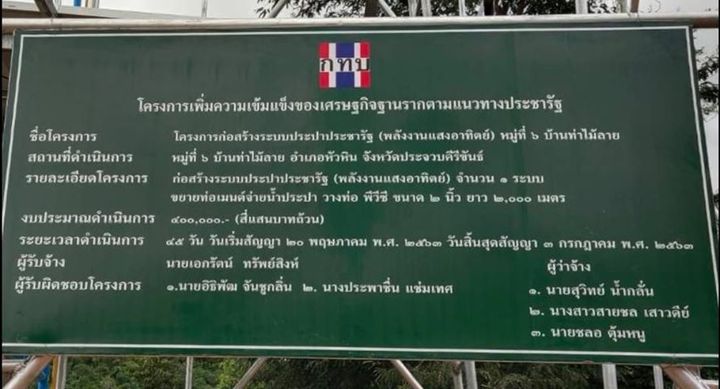 กทบ
โครงการเพิ่มความเข้มแข็งของเศรษฐกิจฐานรากตามแนวทางประชารัฐ
ชื่อโครงการ โครงการก่อสร้างระบบประปาประชารัฐ (พลังงานแสงอาทิตย์) หมู่ที่ ๖ บ้านท่าไม้ลาย
สถานที่ดำเนินการ หมู่ที่ ๖ บ้านท่าไม้ลาย อำเภอหัวหิน จังหวัดประจวบคีรีขันธ์
รายละเอียดโครงการ ก่อสร้างระบบประปาประชารัฐ (พลังงานแสงอาทิตย์) จำนวน ๑ ระบบ
ขยายท่อเมนต์จ่ายน้ำประปา วางท่อ พีวีซี ขนาด ๒ นิ้ว ยาว ๒,๐๐๐ เมตร
งบประมาณดำเนินการ ๔๐๐,๐๐๐.- (สี่แสนบาทถ้วน)
ระยะเวลาดำเนินการ ๔๕ วัน วันเริ่มสัญญา ๒๐ พฤษภาคม พ.ศ. ๒๕๖๓ วันสิ้นสุดสัญญา ๓ กรกฎาคม พ.ศ. ๒๕๖๓
ผู้รับจ้าง นายเอกรัตน์ ทรัพย์สิงห์ ผู้ว่าจ้าง
ผู้รับผิดชอบโครงการ ๑.นายอิธิพัฒ จันชูกลิ่น ๒. นางประพาชื่น แช่มเทศ ๑. นายสุวิทย์ น้ำกลั่น
๒. นางสาวสายชล เสาวดีย์
๓. นายชลอ ตุ้มหนู